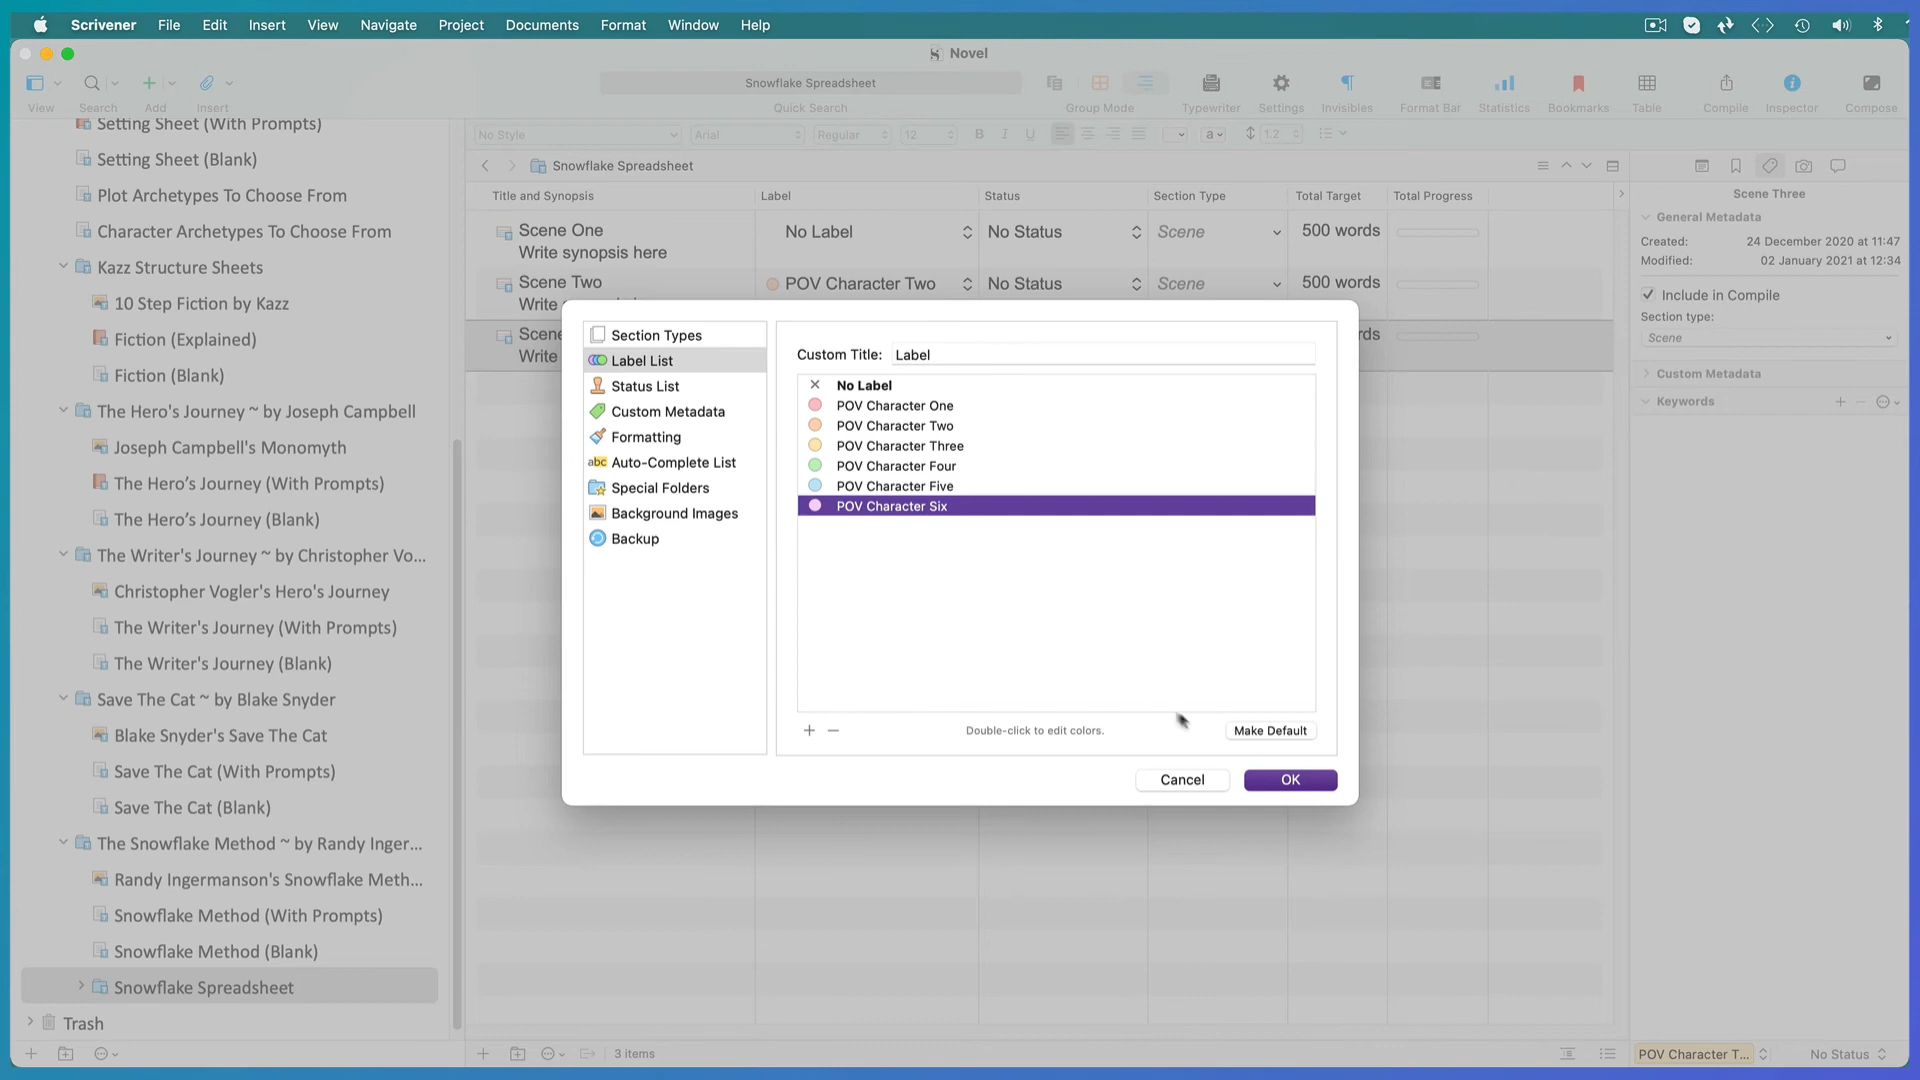 Scrivener File Edit Insert View Navigate Project Documents Format Window Help
Novel
Snowflake Spreadsheet
View Search Add Insert Quick Search Group Mode Typewriter Settings Invisibles Format Bar Statistics Bookmarks Table Compile Inspector Compose
No Style Arial Regular 12 B I U a 1.2
Setting Sheet (With Prompts)
Setting Sheet (Blank)
Plot Archetypes To Choose From
Character Archetypes To Choose From
Kazz Structure Sheets
10 Step Fiction by Kazz
Fiction (Explained)
Fiction (Blank)
The Hero's Journey ~ by Joseph Campbell
Joseph Campbell's Monomyth
The Hero’s Journey (With Prompts)
The Hero’s Journey (Blank)
The Writer's Journey ~ by Christopher Vo...
Christopher Vogler's Hero's Journey
The Writer's Journey (With Prompts)
The Writer's Journey (Blank)
Save The Cat ~ by Blake Snyder
Blake Snyder's Save The Cat
Save The Cat (With Prompts)
Save The Cat (Blank)
The Snowflake Method ~ by Randy Inger...
Randy Ingermanson's Snowflake Meth...
Snowflake Method (With Prompts)
Snowflake Method (Blank)
Snowflake Spreadsheet
Trash
Snowflake Spreadsheet
Title and Synopsis Label Status Section Type Total Target Total Progress
Scene One No Label No Status Scene 500 words
Write synopsis here
Scene Two POV Character Two No Status Scene 500 words
Write
Scene
Write
Section Types
Label List
Status List
Custom Metadata
Formatting
abc Auto-Complete List
Special Folders
Background Images
Backup
Custom Title: Label
No Label
POV Character One
POV Character Two
POV Character Three
POV Character Four
POV Character Five
POV Character Six
Double-click to edit colors.
Make Default
Cancel
OK
3 items
Scene Three
General Metadata
Created: 24 December 2020 at 11:47
Modified: 02 January 2021 at 12:34
Include in Compile
Section type:
Scene
Custom Metadata
Keywords
POV Character T... No Status